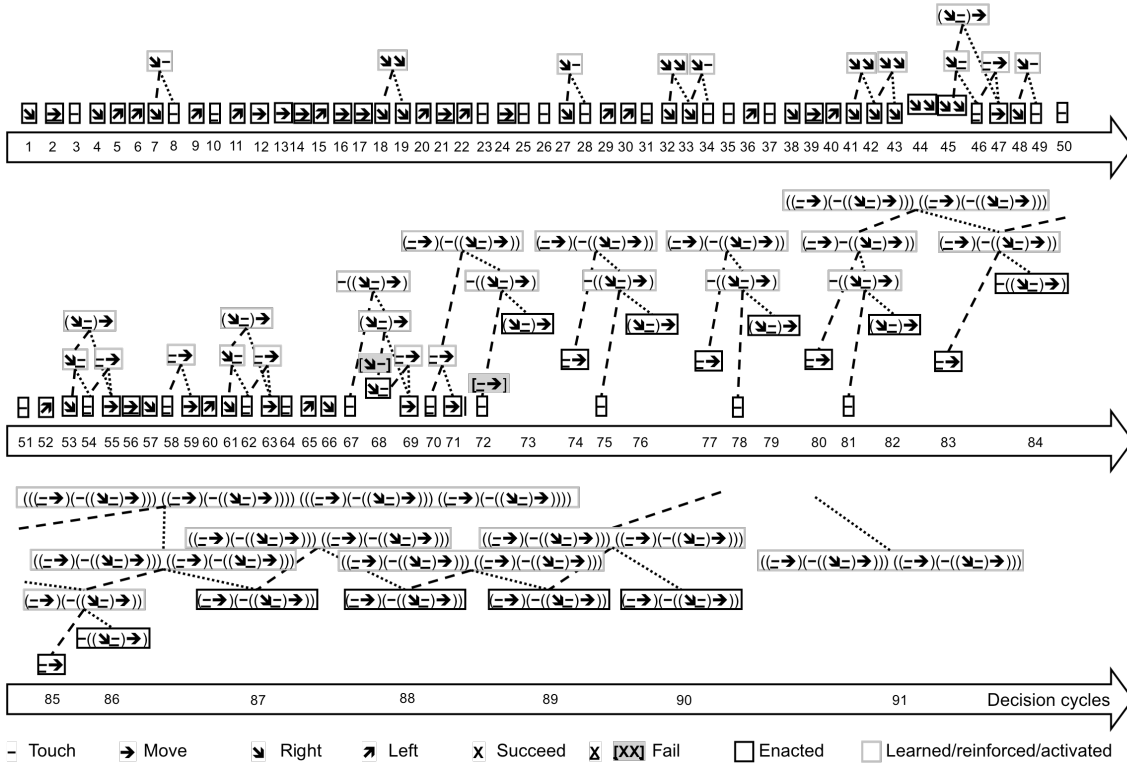 1 2 3 4 5 6 7 8 9 10 11 12 13 14 15 16 17 18 19 20 21 22 23 24 25 26 27 28 29 30 31 32 33 34 35 36 37 38 39 40 41 42 43 44 45 46 47 48 49 50
51 52 53 54 55 56 57 58 59 60 61 62 63 64 65 66 67 68 69 70 71 72 73 74 75 76 77 78 79 80 81 82 83 84
85 86 87 88 89 90 91 Decision cycles
Touch Move Right Left X Succeed X [XX] Fail Enacted Learned/reinforced/activated